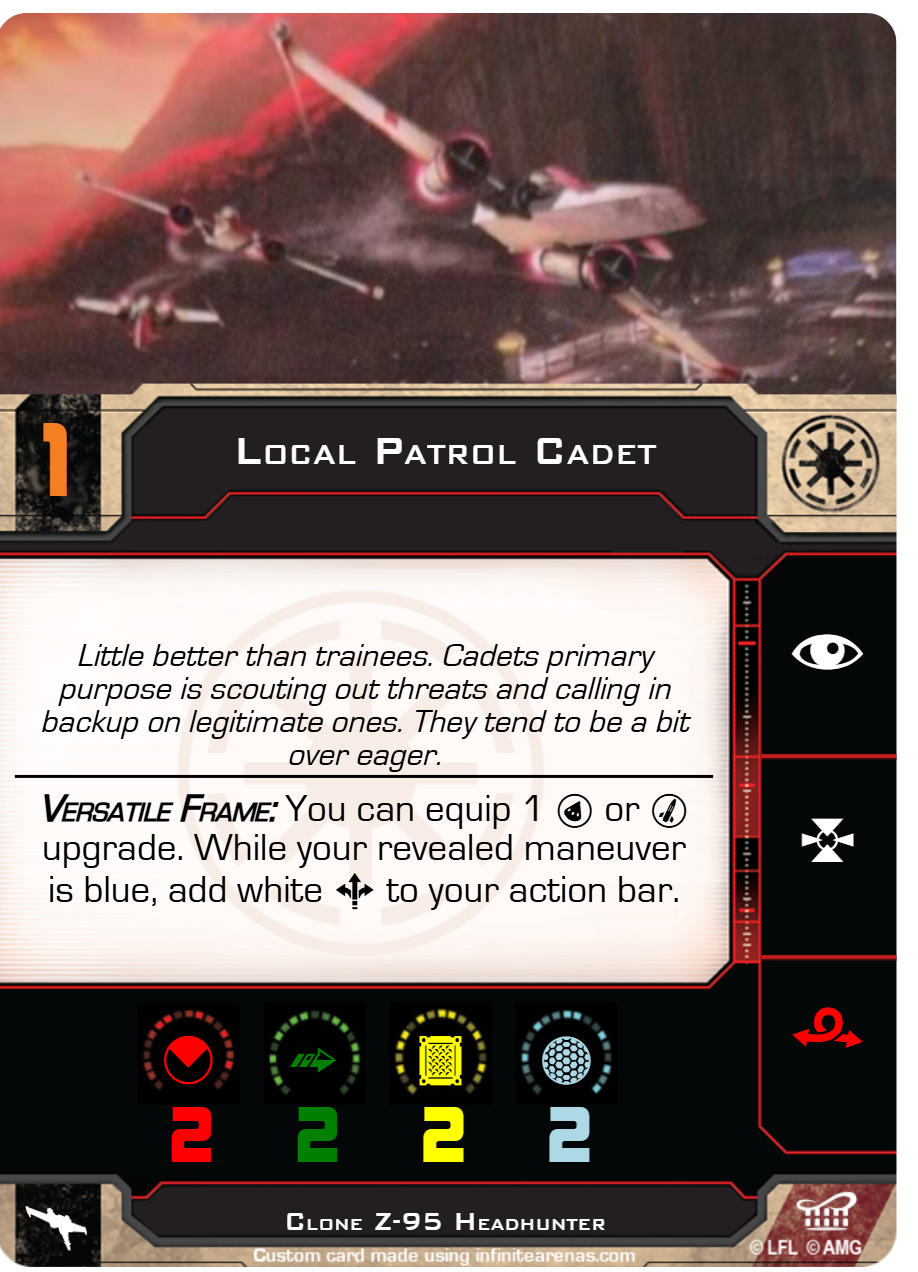 1
Local Patrol Cadet
Little better than trainees. Cadets primary
purpose is scouting out threats and calling in
backup on legitimate ones. They tend to be a bit
over eager.
Versatile Frame: You can equip 1 or
upgrade. While your revealed maneuver
is blue, add white to your action bar.
2 2 2 2
Clone Z-95 Headhunter
© LFL © AMG
Custom card made using infinitearenas.com